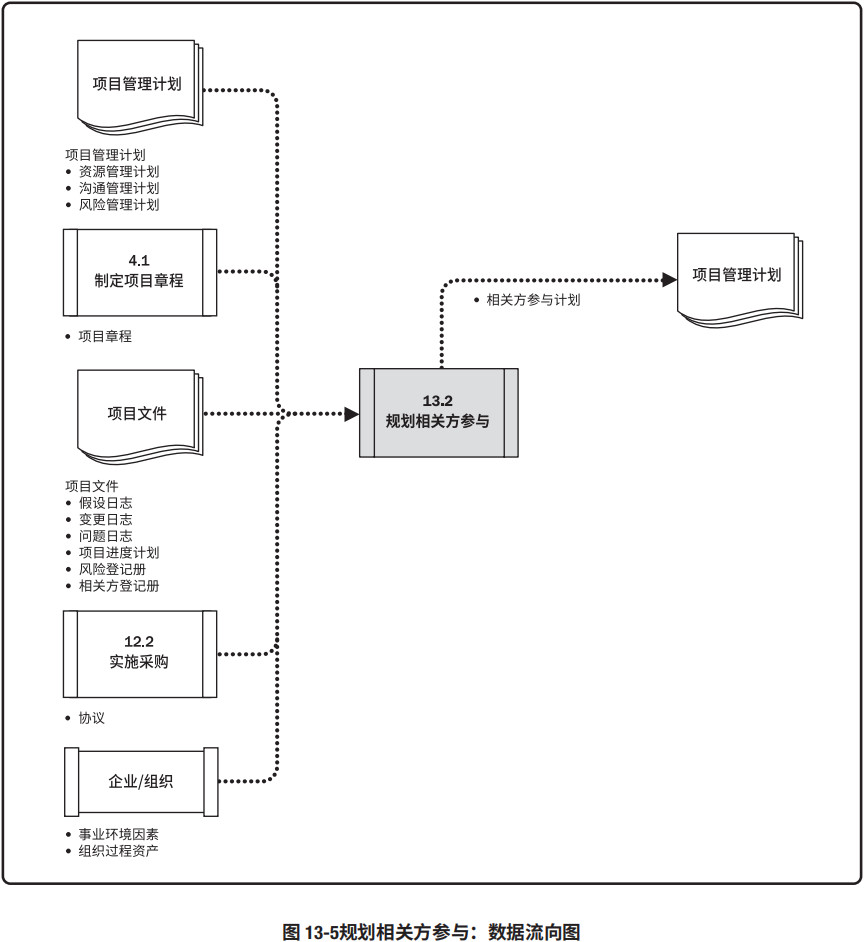 项目管理计划
项目管理计划
• 资源管理计划
• 沟通管理计划
• 风险管理计划
4.1
制定项目章程
• 项目章程
项目文件
项目文件
• 假设日志
• 变更日志
• 问题日志
• 项目进度计划
• 风险登记册
• 相关方登记册
12.2
实施采购
• 协议
企业/组织
• 事业环境因素
• 组织过程资产
13.2
规划相关方参与
• 相关方参与计划
项目管理计划
图 13-5规划相关方参与：数据流向图